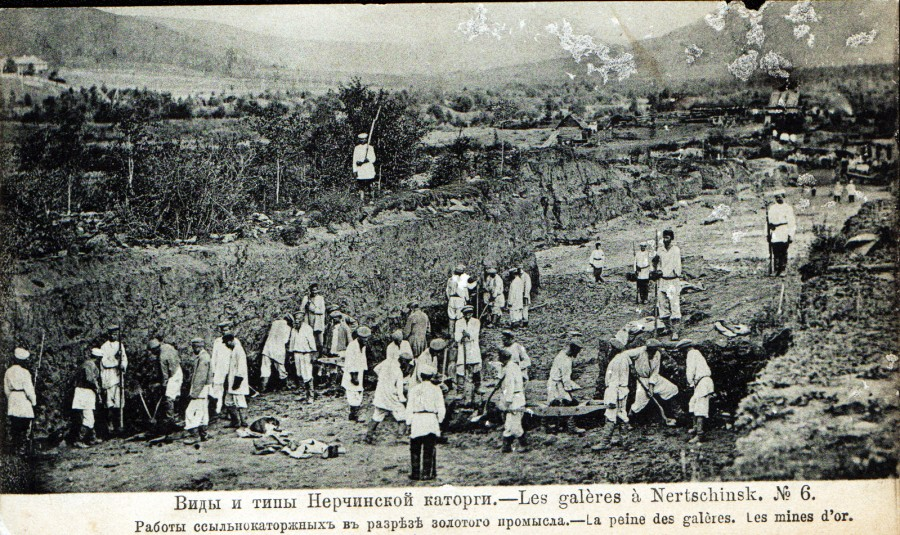 Виды и типы Нерчинской каторги.—Les galères à Nertschinsk. № 6.
Работы ссыльнокаторжныхъ въ разрѣзѣ золотого промысла.—La peine des galères. Les mines d'or.